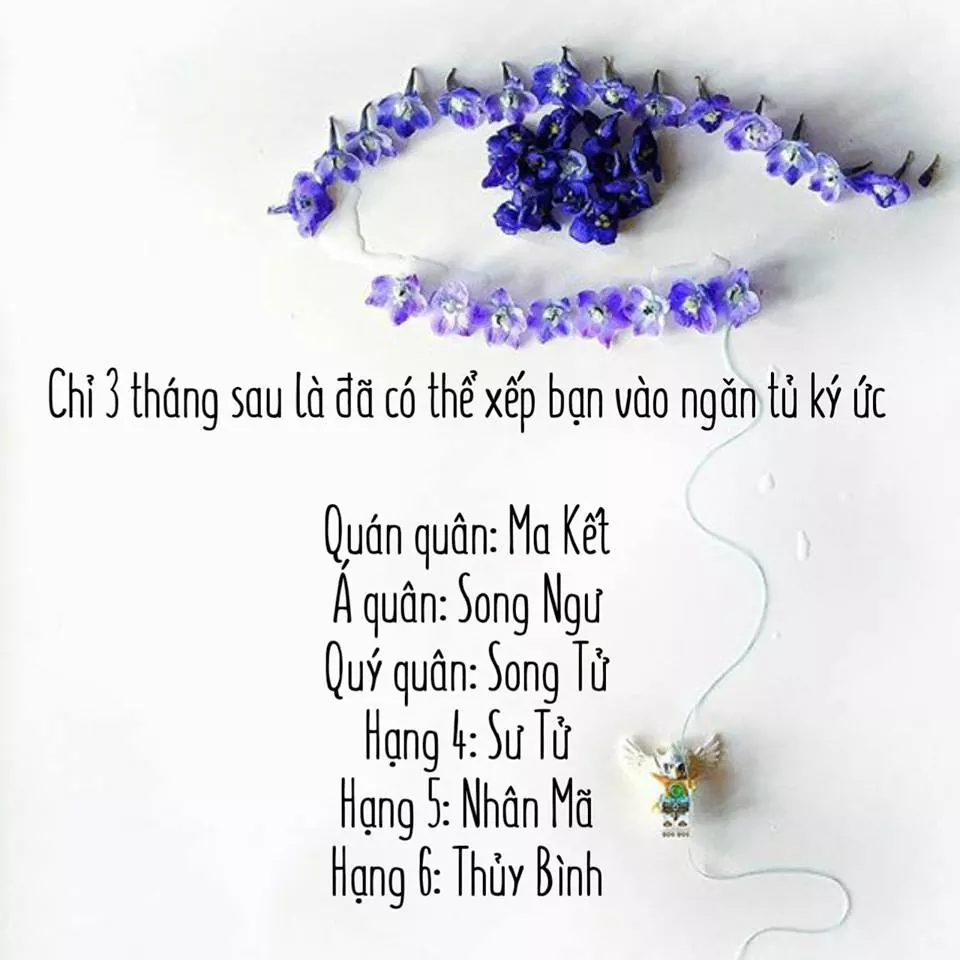 Chỉ 3 tháng sau là đã có thể xếp bạn vào ngăn tủ ký ức
Quán quân: Ma Kết
Á quân: Song Ngư
Quý quân: Song Tử
Hạng 4: Sư Tử
Hạng 5: Nhân Mã
Hạng 6: Thủy Bình